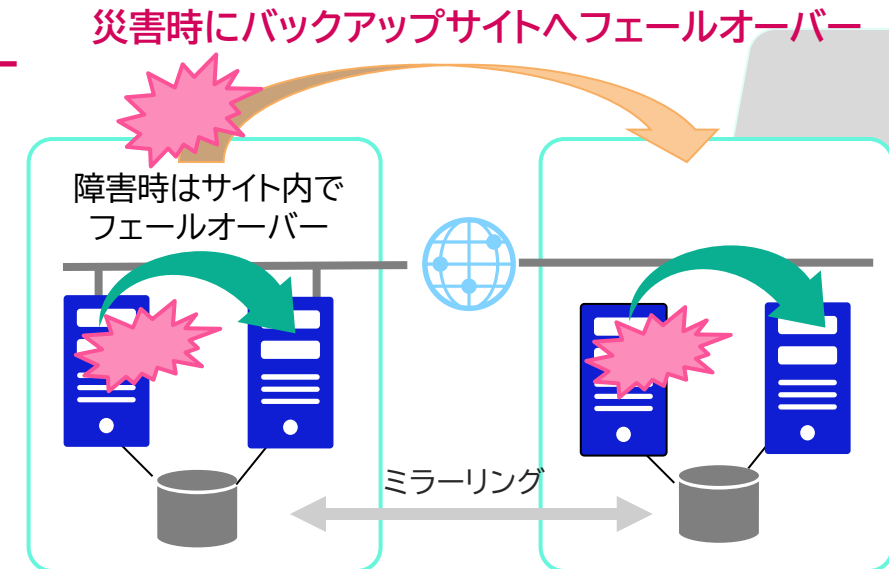 災害時にバックアップサイトへフェールオーバー
障害時はサイト内で
フェールオーバー
ミラーリング